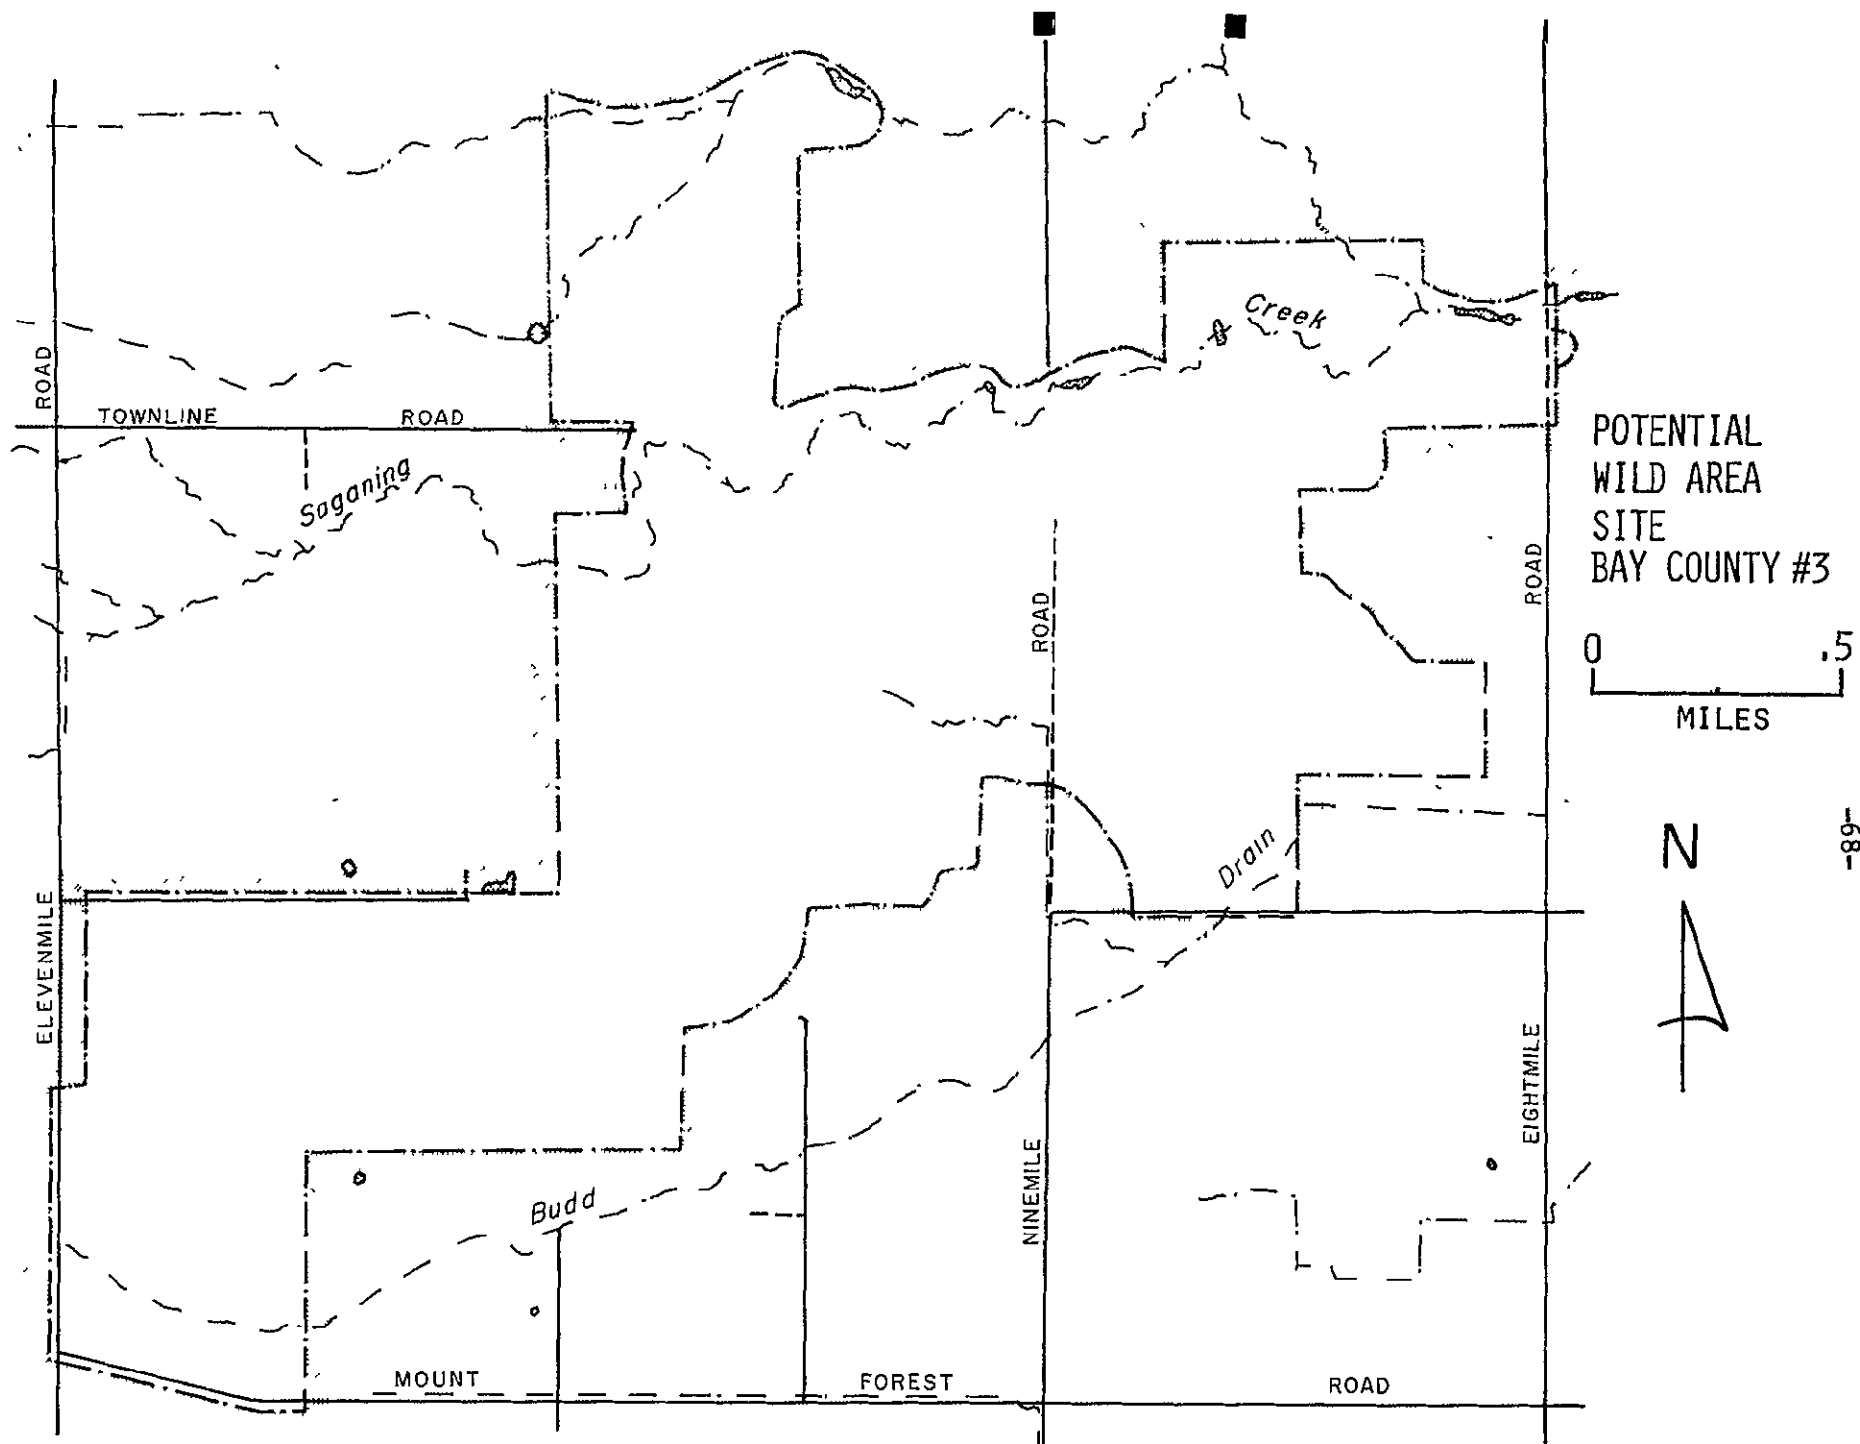 Creek
ROAD
TOWNLINE ROAD
Saganing
POTENTIAL
WILD AREA
SITE
BAY COUNTY #3
ROAD
ROAD
0 .5
MILES
N
-89-
Drain
ELEVENMILE
EIGHTMILE
NINEMILE
Budd
MOUNT FOREST ROAD